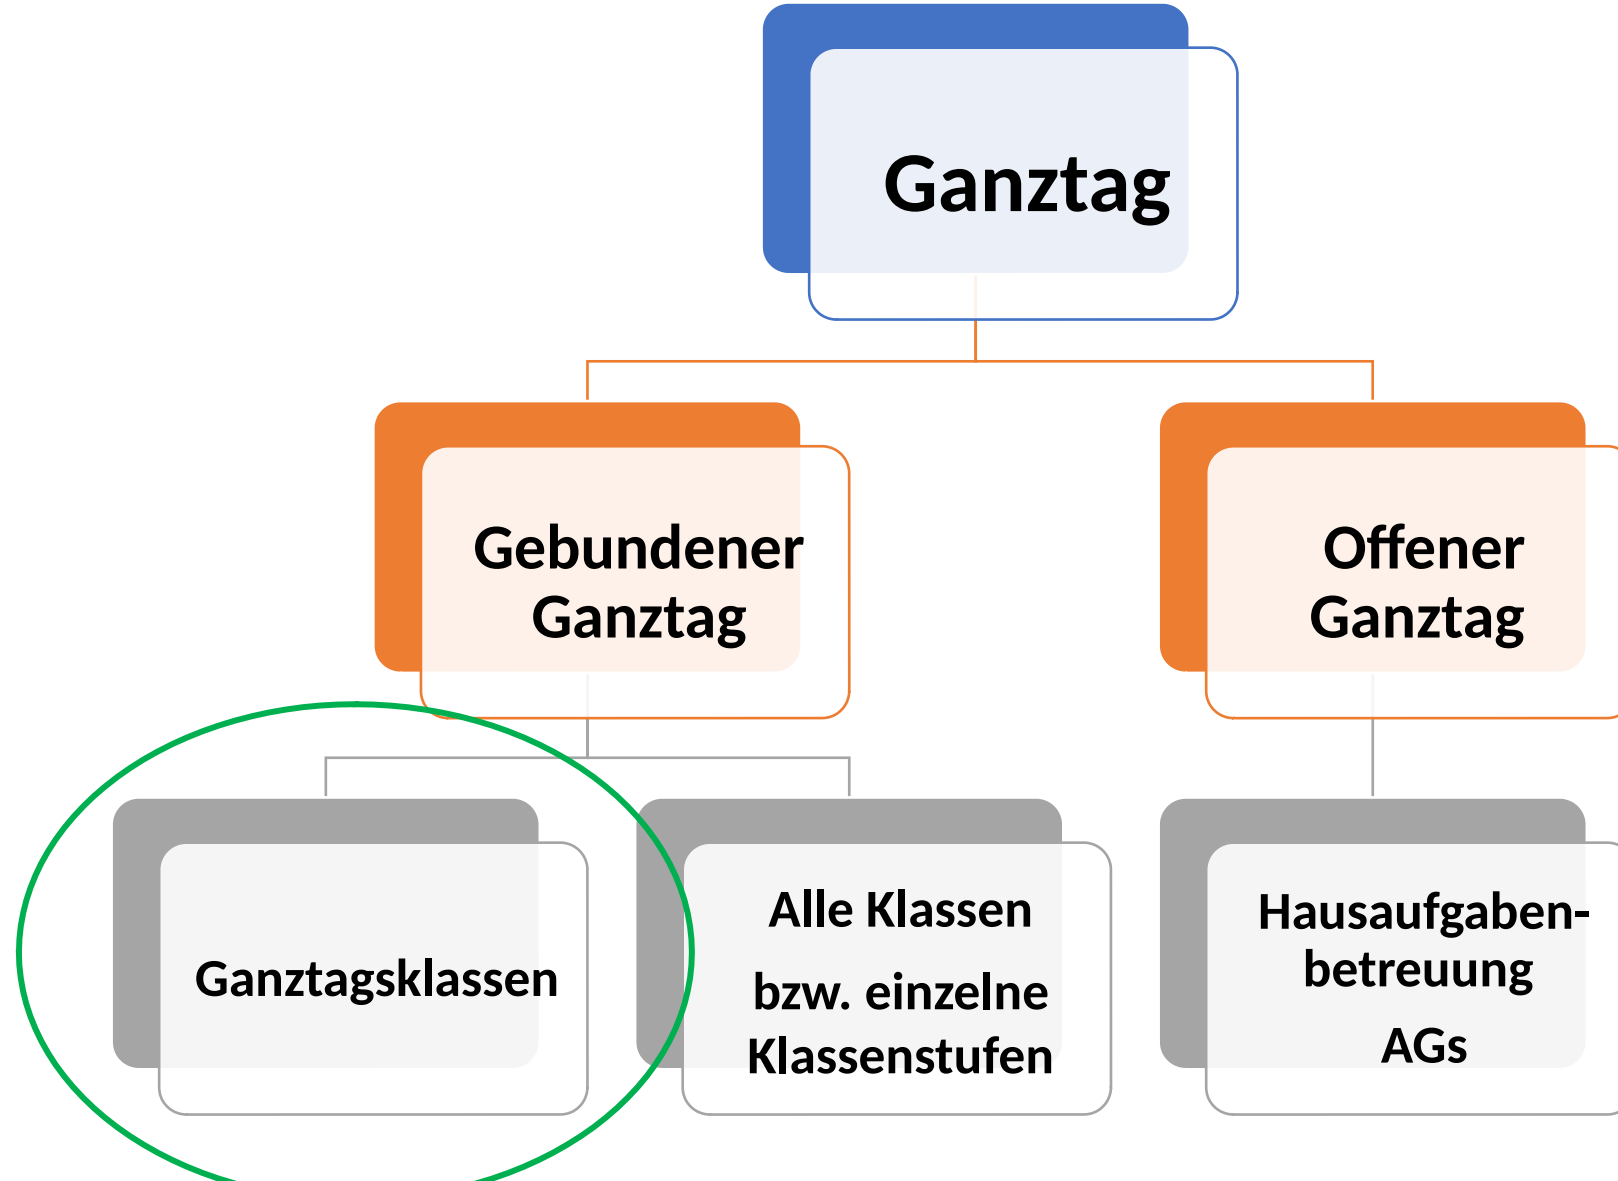 Ganztag
Gebundener
Ganztag
Offener
Ganztag
Ganztagsklassen
Alle Klassen
bzw. einzelne
Klassenstufen
Hausaufgaben-
betreuung
AGs